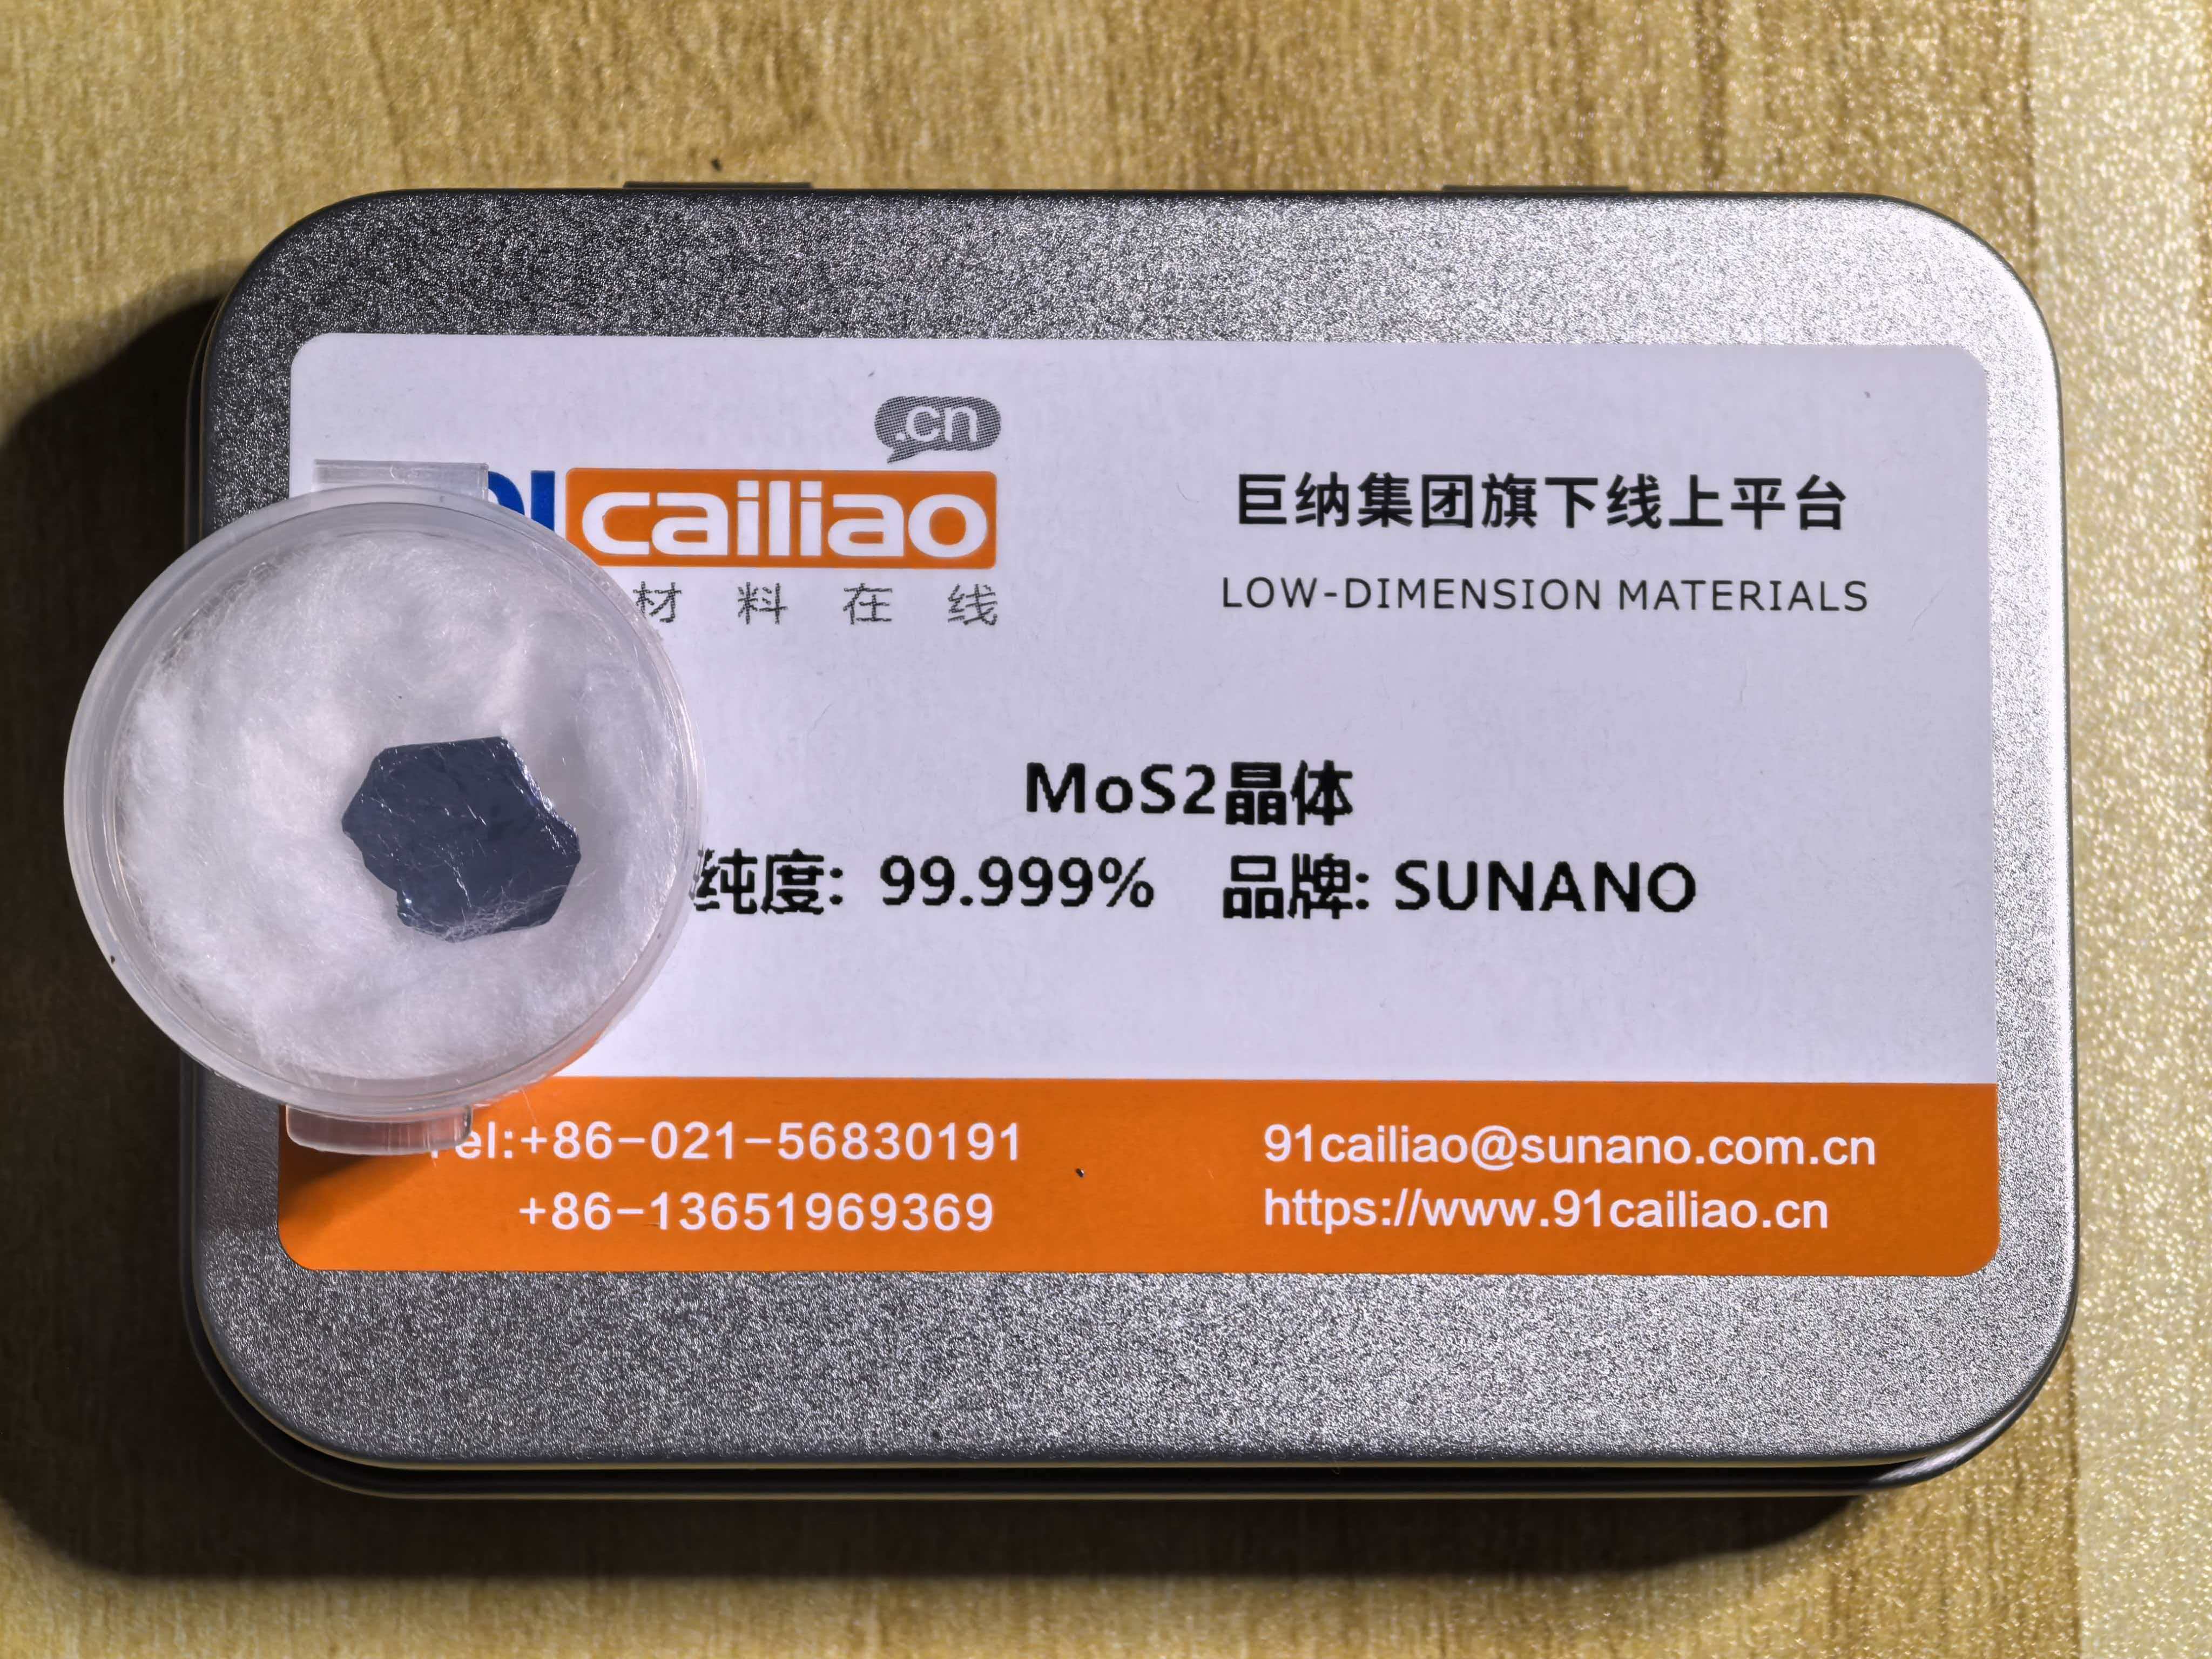 .cn
cailiao
材料在线
巨纳集团旗下线上平台
LOW-DIMENSION MATERIALS
MoS2晶体
纯度: 99.999% 品牌: SUNANO
Tel:+86-021-56830191
+86-13651969369
91cailiao@sunano.com.cn
https://www.91cailiao.cn